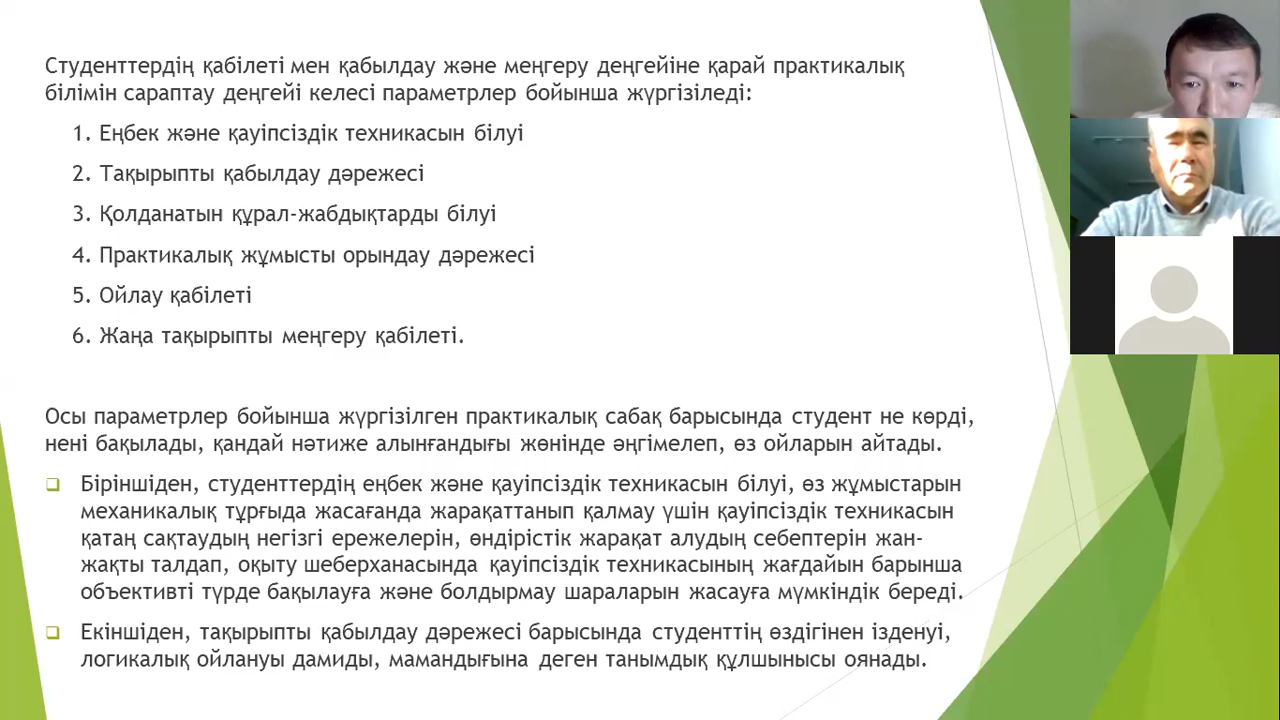 Студенттердің қабілеті мен қабылдау және меңгеру деңгейіне қарай практикалық
білімін сараптау деңгейі келесі параметрлер бойынша жүргізіледі:
1. Еңбек және қауіпсіздік техникасын білуі
2. Тақырыпты қабылдау дәрежесі
3. Қолданатын құрал-жабдықтарды білуі
4. Практикалық жұмысты орындау дәрежесі
5. Ойлау қабілеті
6. Жаңа тақырыпты меңгеру қабілеті.
Осы параметрлер бойынша жүргізілген практикалық сабақ барысында студент не көрді,
нені бақылады, қандай нәтиже алынғандығы жөнінде әңгімелеп, өз ойларын айтады.
Біріншіден, студенттердің еңбек және қауіпсіздік техникасын білуі, өз жұмыстарын
механикалық тұрғыда жасағанда жарақаттанып қалмау үшін қауіпсіздік техникасын
қатаң сақтаудың негізгі ережелерін, өндірістік жарақат алудың себептерін жан-
жақты талдап, оқыту шеберханасында қауіпсіздік техникасының жағдайын барынша
объективті түрде бақылауға және болдырмау шараларын жасауға мүмкіндік береді.
Екіншіден, тақырыпты қабылдау дәрежесі барысында студенттің өздігінен ізденуі,
логикалық ойлануы дамиды, мамандығына деген танымдық құлшынысы оянады.